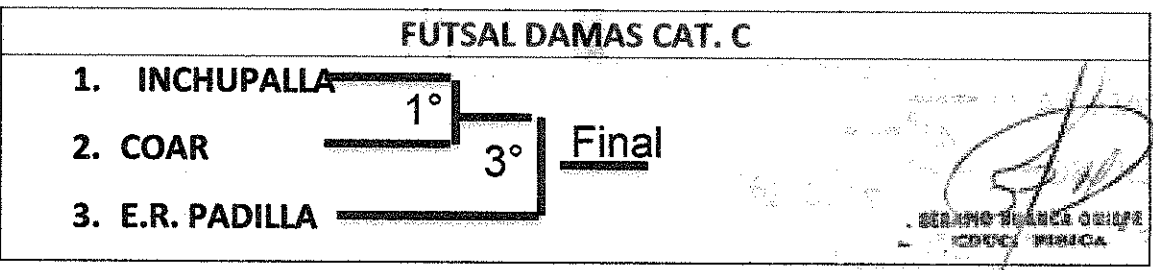 FUTSAL DAMAS CAT. C
1. INCHUPALLA
1°
2. COAR
3° Final
3. E.R. PADILLA